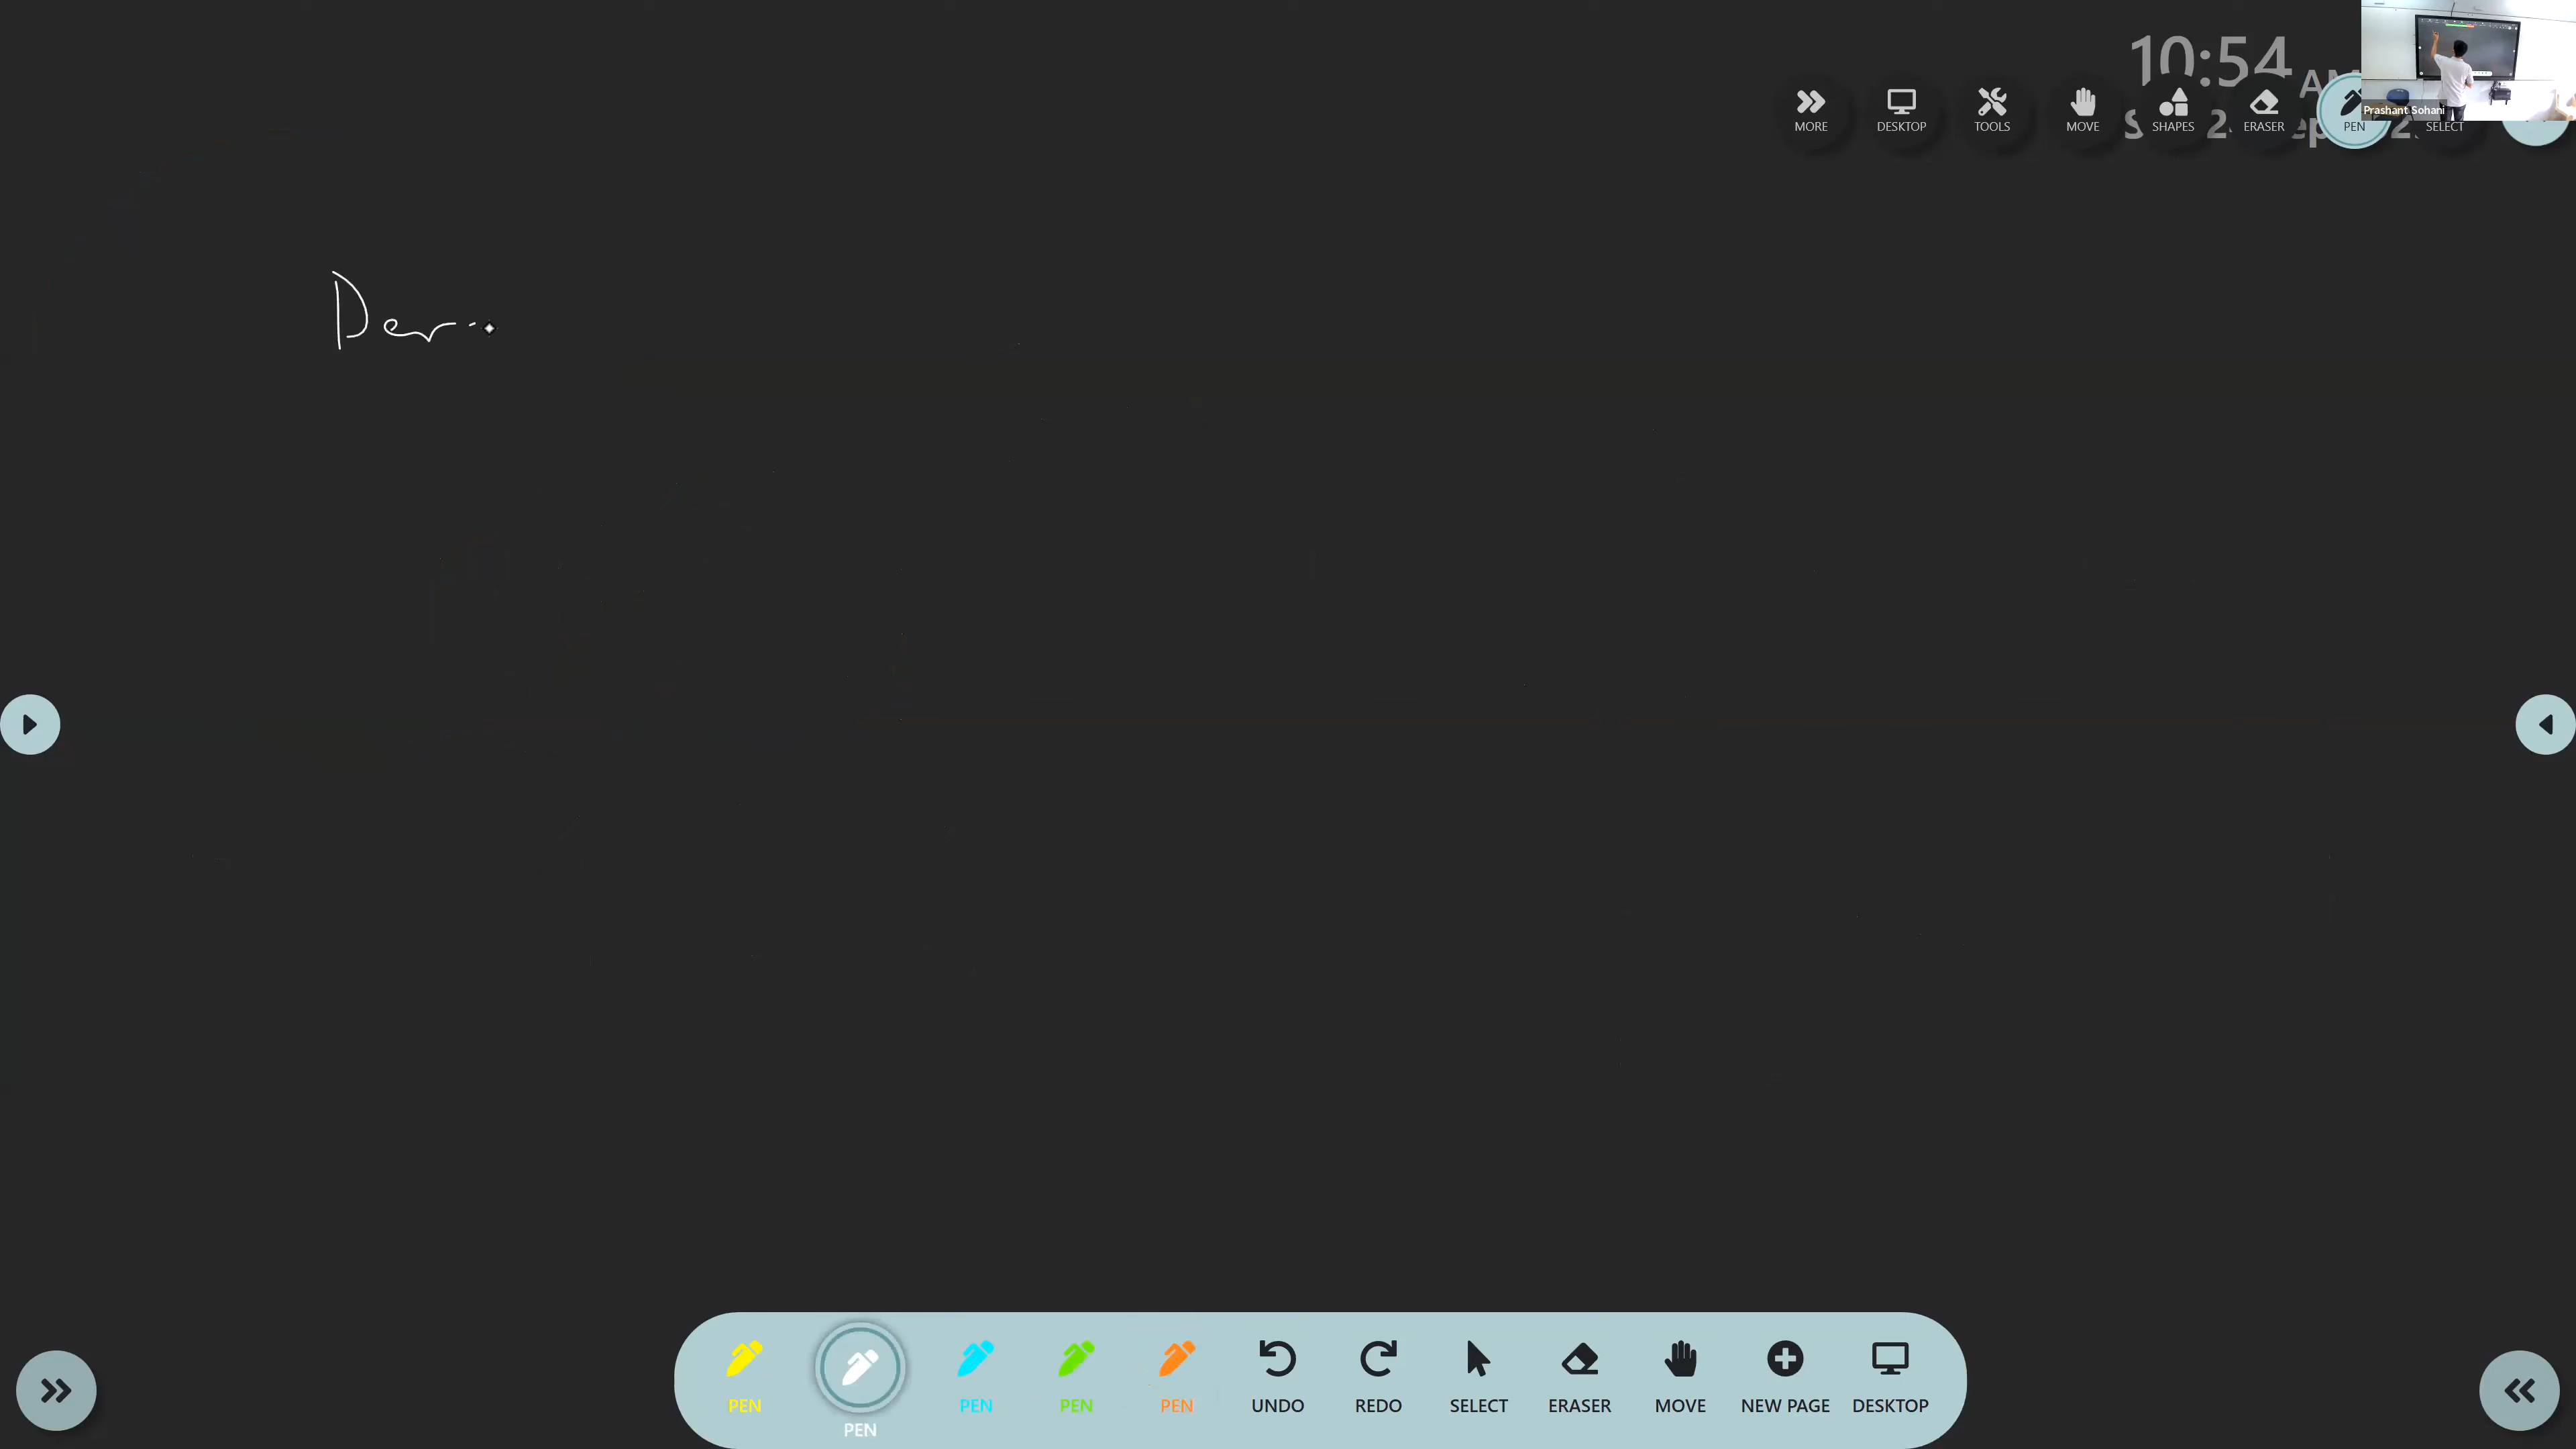 10:54
AM
MORE
DESKTOP
TOOLS
MOVE
SHAPES
ERASER
PEN
SELECT
Prashant Sohani
Der
PEN
PEN
PEN
PEN
PEN
UNDO
REDO
SELECT
ERASER
MOVE
NEW PAGE
DESKTOP